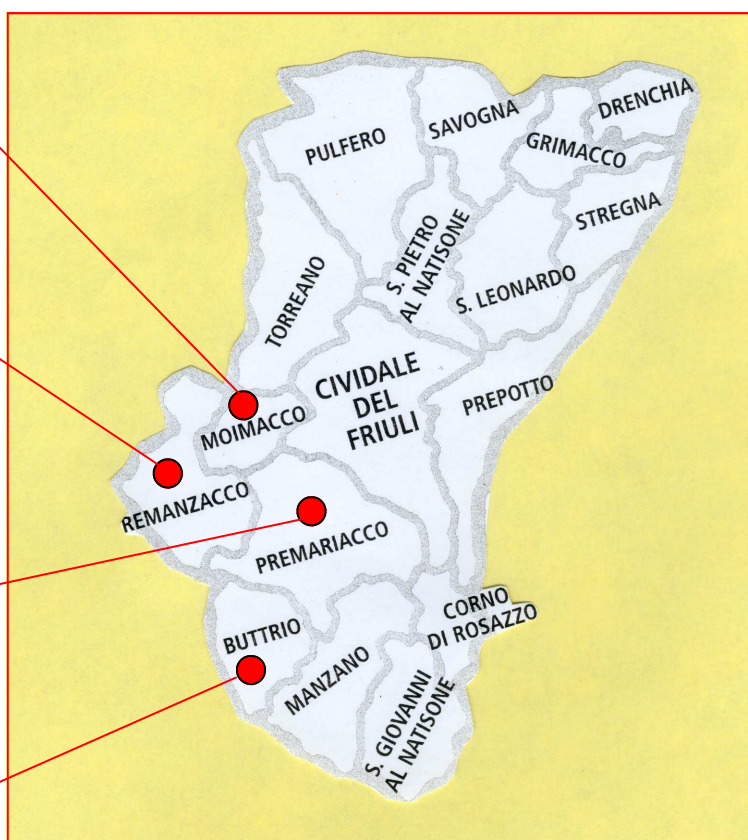 DRENCHIA
SAVOGNA
PULFERO
GRIMACCO
STREGNA
S. PIETRO
AL NATISONE
S. LEONARDO
TORREANO
CIVIDALE
DEL
FRIULI
PREPOTTO
MOIMACCO
REMANZACCO
PREMARIACCO
CORNO
DI ROSAZZO
BUTTRIO
MANZANO
S. GIOVANNI
AL NATISONE